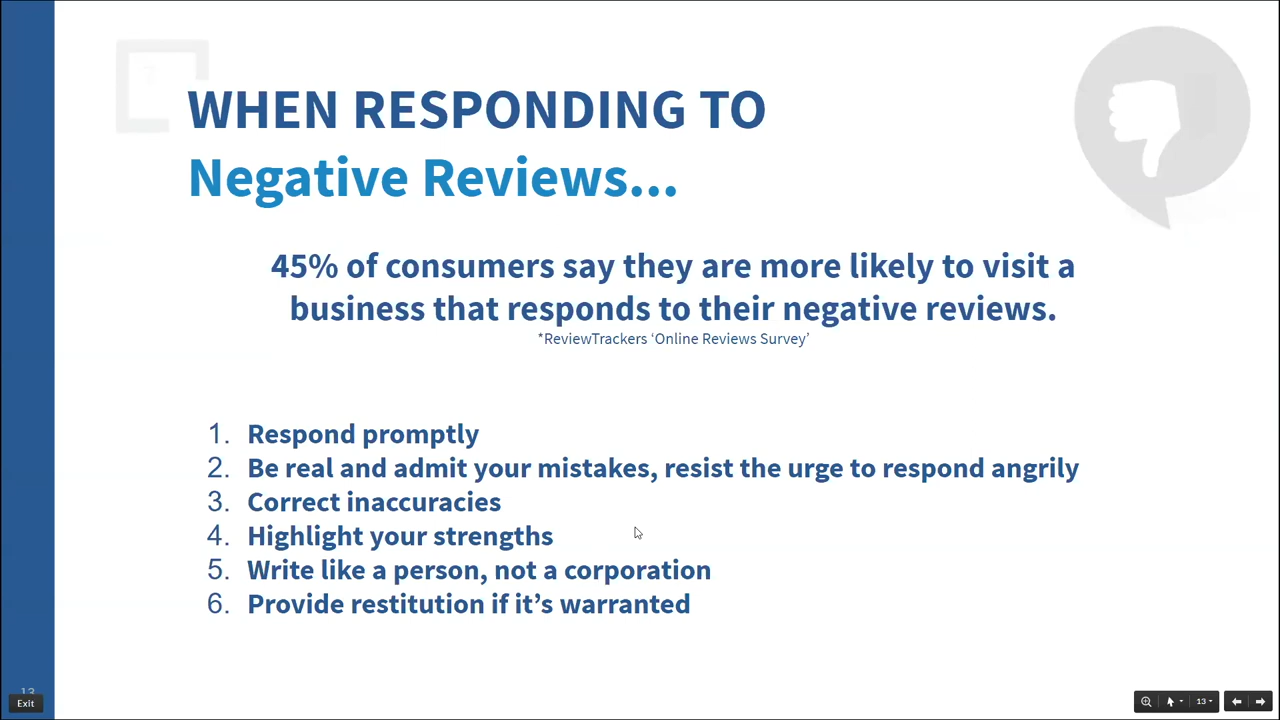 WHEN RESPONDING TO
Negative Reviews...
45% of consumers say they are more likely to visit a
business that responds to their negative reviews.
*ReviewTrackers ‘Online Reviews Survey’
1. Respond promptly
2. Be real and admit your mistakes, resist the urge to respond angrily
3. Correct inaccuracies
4. Highlight your strengths
5. Write like a person, not a corporation
6. Provide restitution if it’s warranted
13
Exit
13